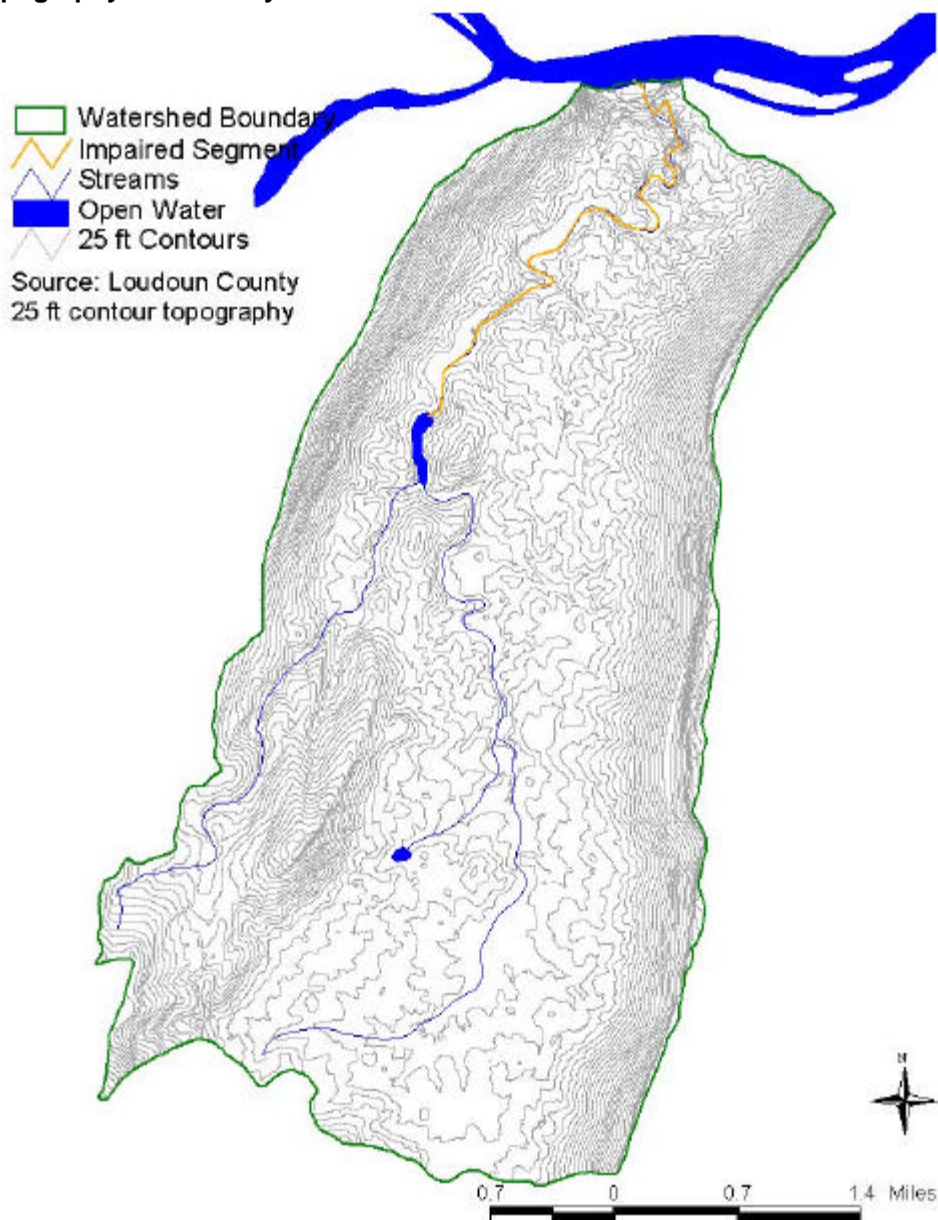 Watershed Boundary
Impaired Segment
Streams
Open Water
25 ft Contours
Source: Loudoun County
25 ft contour topography
N
0.7 0 0.7 1.4 Miles